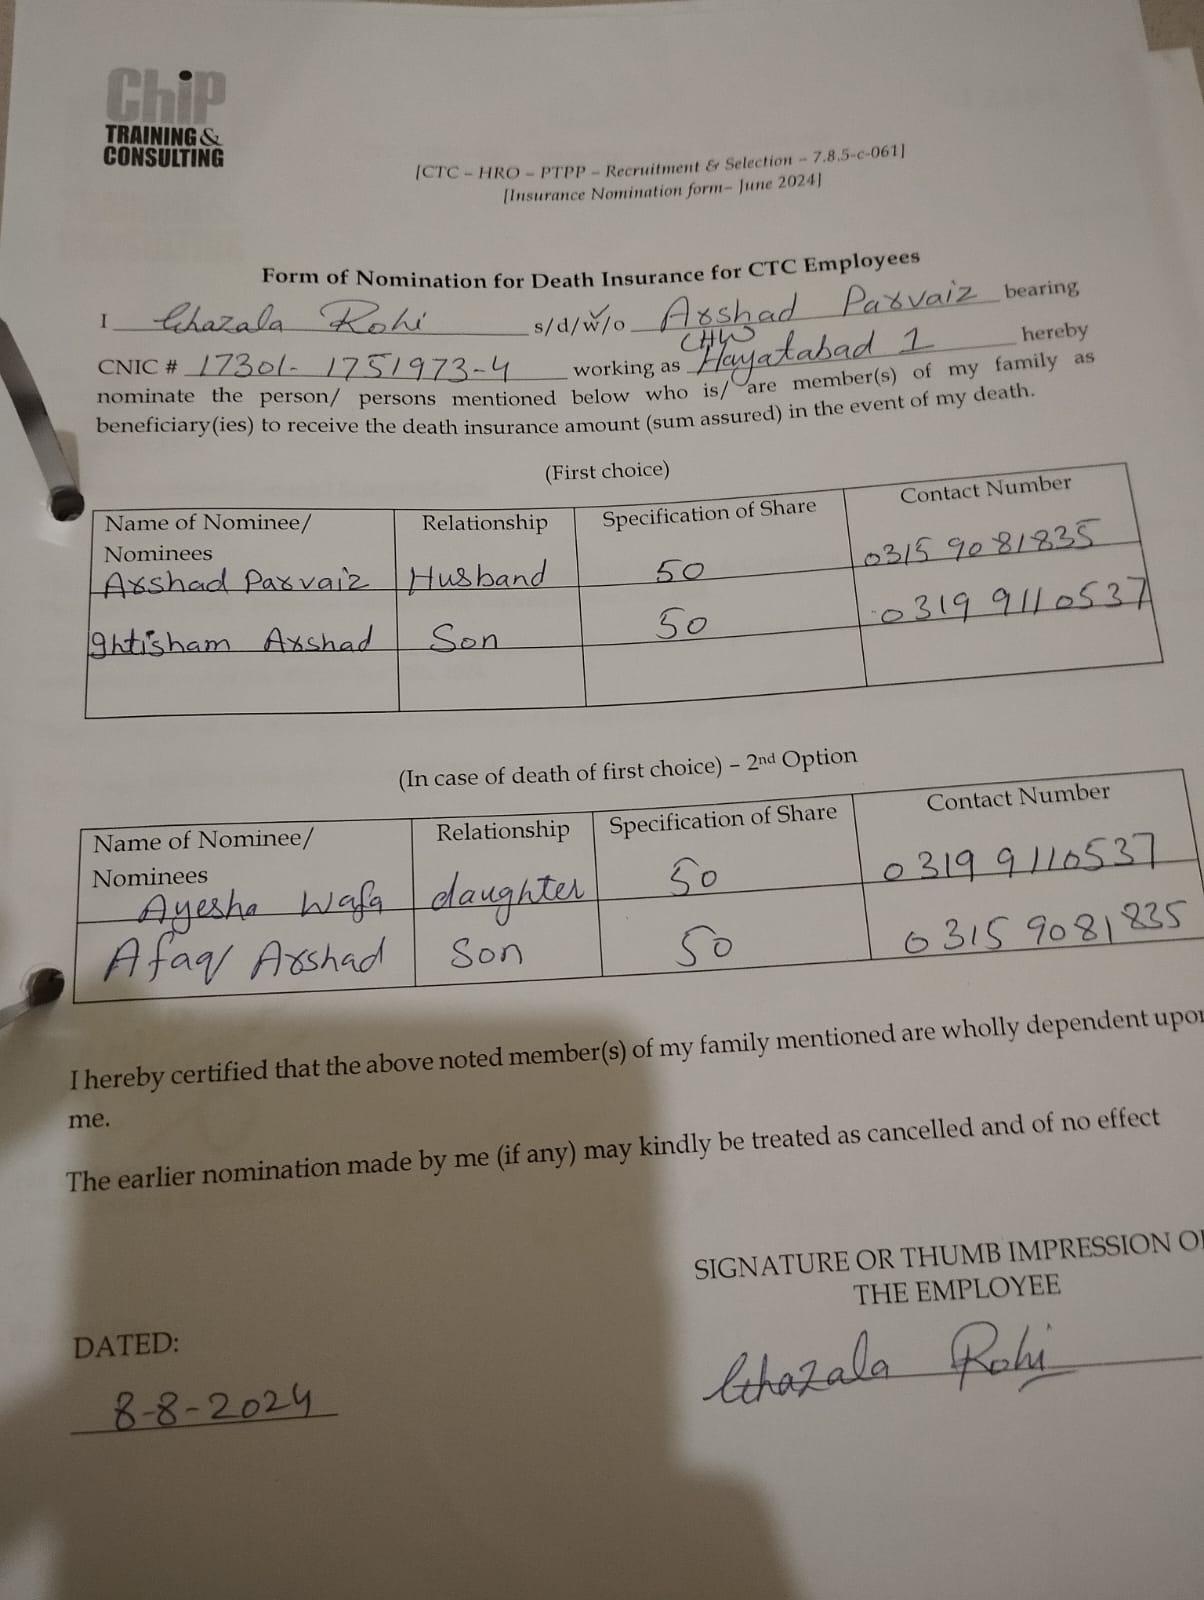 ChiP
TRAINING &
CONSULTING
[CTC – HRO – PTPP – Recruitment & Selection – 7.8.5-c-061]
[Insurance Nomination form– June 2024]
Form of Nomination for Death Insurance for CTC Employees
I Ghazala Rohi s/d/w/o Arshad Parvaiz bearing
CHW
CNIC # 17301-1751973-4 working as Hayatabad 1 hereby
nominate the person/ persons mentioned below who is/ are member(s) of my family as
beneficiary(ies) to receive the death insurance amount (sum assured) in the event of my death.
(First choice)
Name of Nominee/ Relationship Specification of Share Contact Number
Nominees
Arshad Parvaiz Husband 50 0315 9081835
Ihtisham Arshad Son 50 0319 9110537
(In case of death of first choice) – 2nd Option
Name of Nominee/ Relationship Specification of Share Contact Number
Nominees
Ayesha Wafa daughter 50 0319 9110537
Afaq Arshad Son 50 0315 9081835
I hereby certified that the above noted member(s) of my family mentioned are wholly dependent upon
me.
The earlier nomination made by me (if any) may kindly be treated as cancelled and of no effect
SIGNATURE OR THUMB IMPRESSION OF
THE EMPLOYEE
DATED:
Ghazala Rohi
8-8-2024